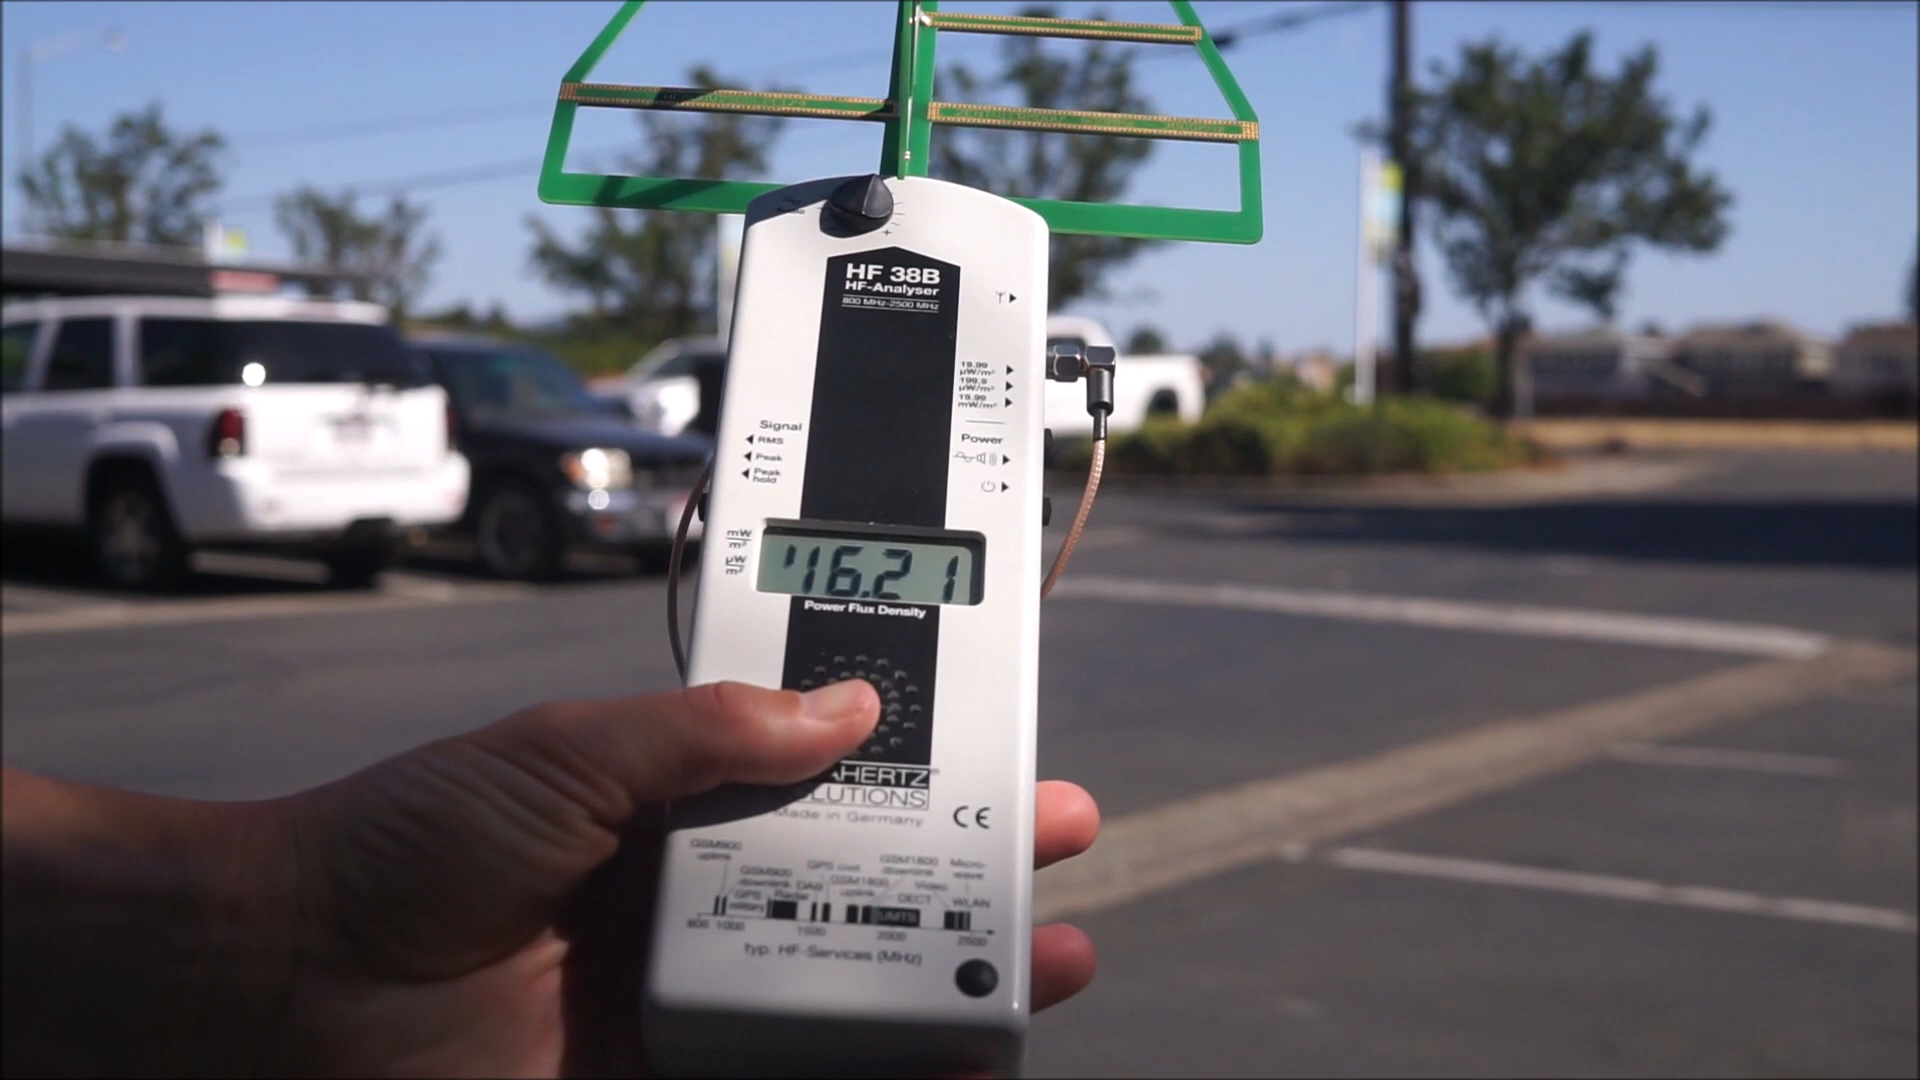 +
HF 38B
HF-Analyser
800 MHz-2500 MHz
19.99
µW/m²
199.9
µW/m²
19.99
mW/m²
Signal
RMS
Peak
Peak
hold
Power
mW
m²
µW
m²
16.21
Power Flux Density
AHERTZ
LUTIONS
Made in Germany
CE
GSM900
uplink
GSM900
downlink
GPS
military
Radar
DAB
GPS civil
GSM1800
uplink
GSM1800
downlink
Video
DECT
UMTS
Micro-
wave
WLAN
800 1000 1500 2000 2500
typ. HF-Services (MHz)